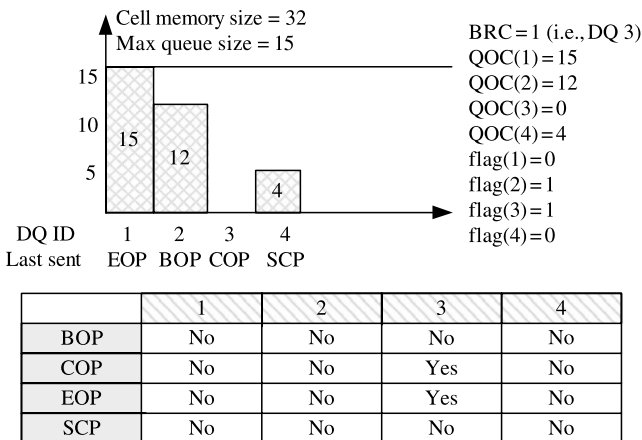 Cell memory size = 32
Max queue size = 15
15
10
5
15
12
4
DQ ID 1 2 3 4
Last sent EOP BOP COP SCP
BRC = 1 (i.e., DQ 3)
QOC(1) = 15
QOC(2) = 12
QOC(3) = 0
QOC(4) = 4
flag(1) = 0
flag(2) = 1
flag(3) = 1
flag(4) = 0
1 2 3 4
BOP No No No No
COP No No Yes No
EOP No No Yes No
SCP No No No No